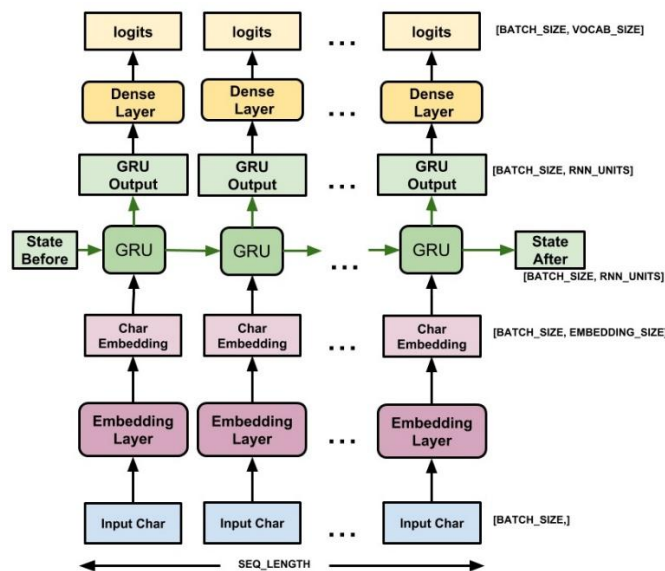 logits logits ... logits [BATCH_SIZE, VOCAB_SIZE]
Dense Dense ... Dense
Layer Layer Layer
GRU GRU ... GRU [BATCH_SIZE, RNN_UNITS]
Output Output Output
State GRU GRU ... GRU State
Before After
[BATCH_SIZE, RNN_UNITS]
Char Char ... Char [BATCH_SIZE, EMBEDDING_SIZE]
Embedding Embedding Embedding
Embedding Embedding ... Embedding
Layer Layer Layer
Input Char Input Char ... Input Char [BATCH_SIZE,]
SEQ_LENGTH